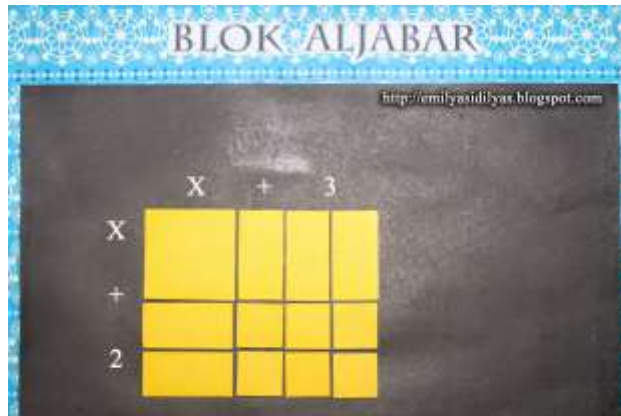 BLOK ALJABAR
http://emilyasidilyas.blogspot.com
X + 3
X
+
2